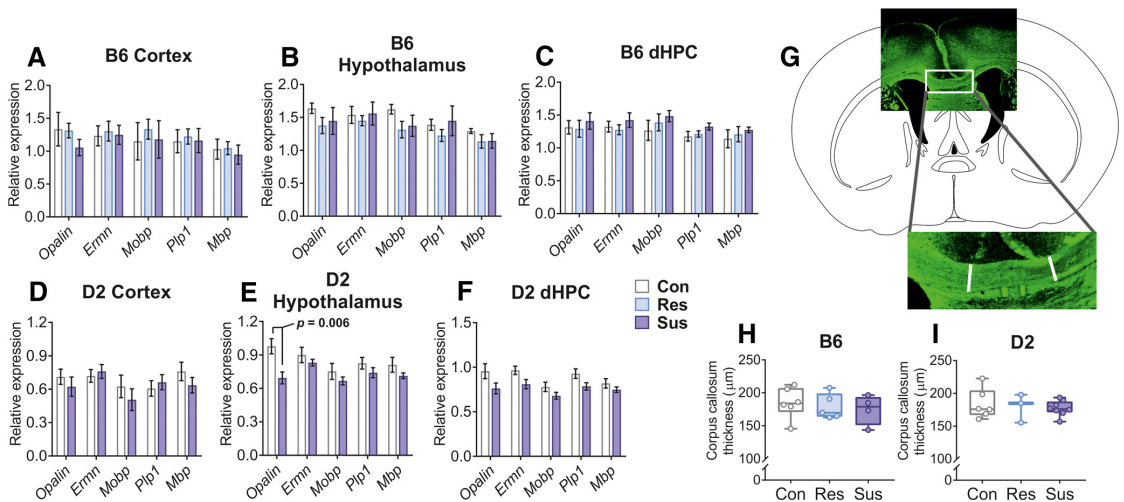 A
B6 Cortex
Relative expression
2.0
1.5
1.0
0.5
0.0
Opalin
Ermn
Mobp
Plp1
Mbp
B
B6
Hypothalamus
Relative expression
2.0
1.5
1.0
0.5
0.0
Opalin
Ermn
Mobp
Plp1
Mbp
C
B6 dHPC
Relative expression
2.0
1.5
1.0
0.5
0.0
Opalin
Ermn
Mobp
Plp1
Mbp
D
D2 Cortex
Relative expression
1.2
0.9
0.6
0.3
0.0
Opalin
Ermn
Mobp
Plp1
Mbp
E
D2
Hypothalamus
p = 0.006
Relative expression
1.2
0.9
0.6
0.3
0.0
Opalin
Ermn
Mobp
Plp1
Mbp
F
D2 dHPC
Relative expression
1.5
1.0
0.5
0.0
Opalin
Ermn
Mobp
Plp1
Mbp
Con
Res
Sus
G
H
B6
Corpus callosum
thickness (μm)
250
200
150
100
0
Con Res Sus
I
D2
Corpus callosum
thickness (μm)
250
200
150
100
0
Con Res Sus